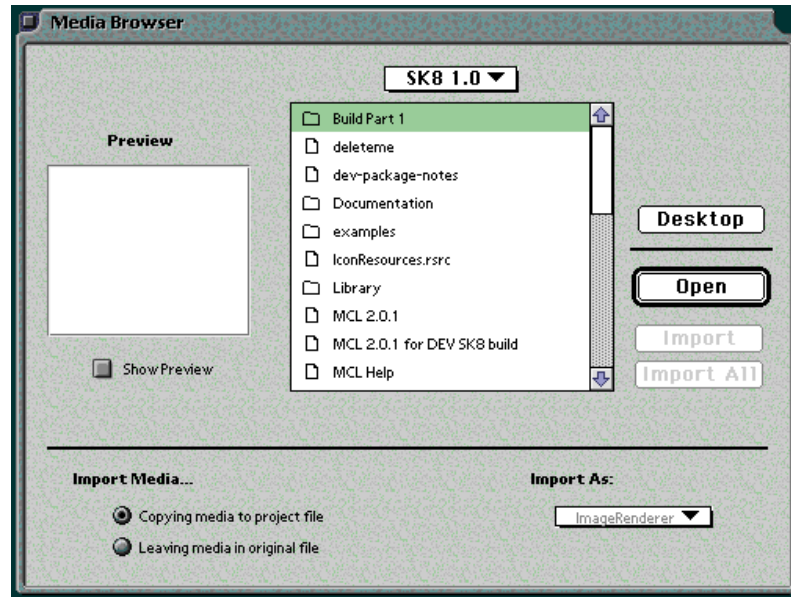 Media Browser
SK8 1.0
Preview
Build Part 1
deleteme
dev-package-notes
Documentation
examples
IconResources.rsrc
Library
MCL 2.0.1
MCL 2.0.1 for DEV SK8 build
MCL Help
Show Preview
Desktop
Open
Import
Import All
Import Media...
Copying media to project file
Leaving media in original file
Import As:
ImageRenderer